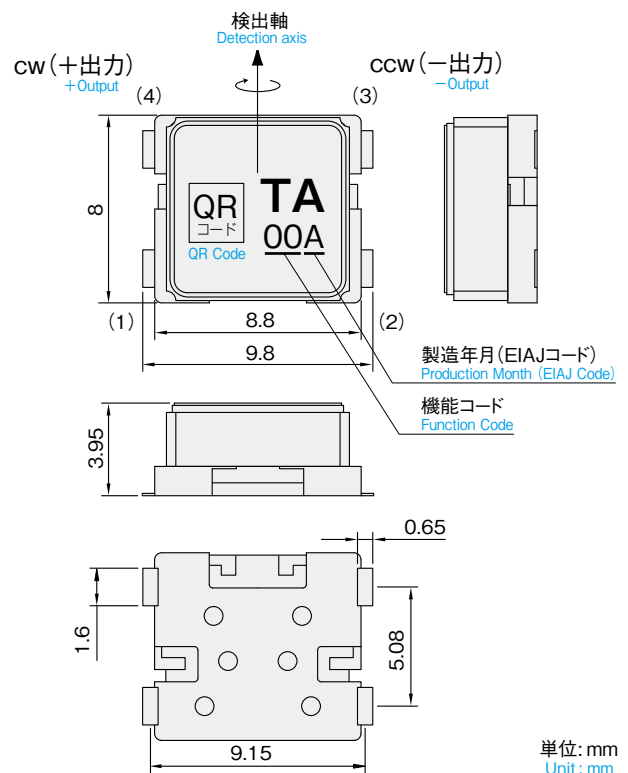 検出軸
Detection axis
cw(+出力)
+Output
ccw(−出力)
−Output
(4)
(3)
8
QR
コード
QR Code
TA
00A
(1)
(2)
8.8
9.8
製造年月(EIAJコード)
Production Month (EIAJ Code)
機能コード
Function Code
3.95
0.65
1.6
5.08
9.15
単位: mm
Unit : mm